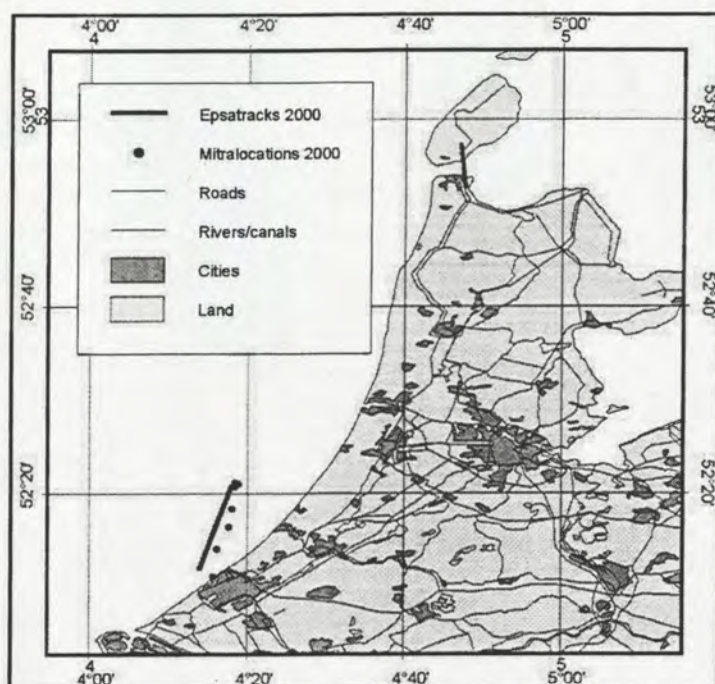 4°00' 4°20' 4°40' 5°00'
4 5
53°00'
53
Epsatracks 2000
Mitralocations 2000
Roads
Rivers/canals
Cities
Land
53°00'
53
52°40'
52°40'
52°20'
52°20'
4 5
4°00' 4°20' 4°40' 5°00'